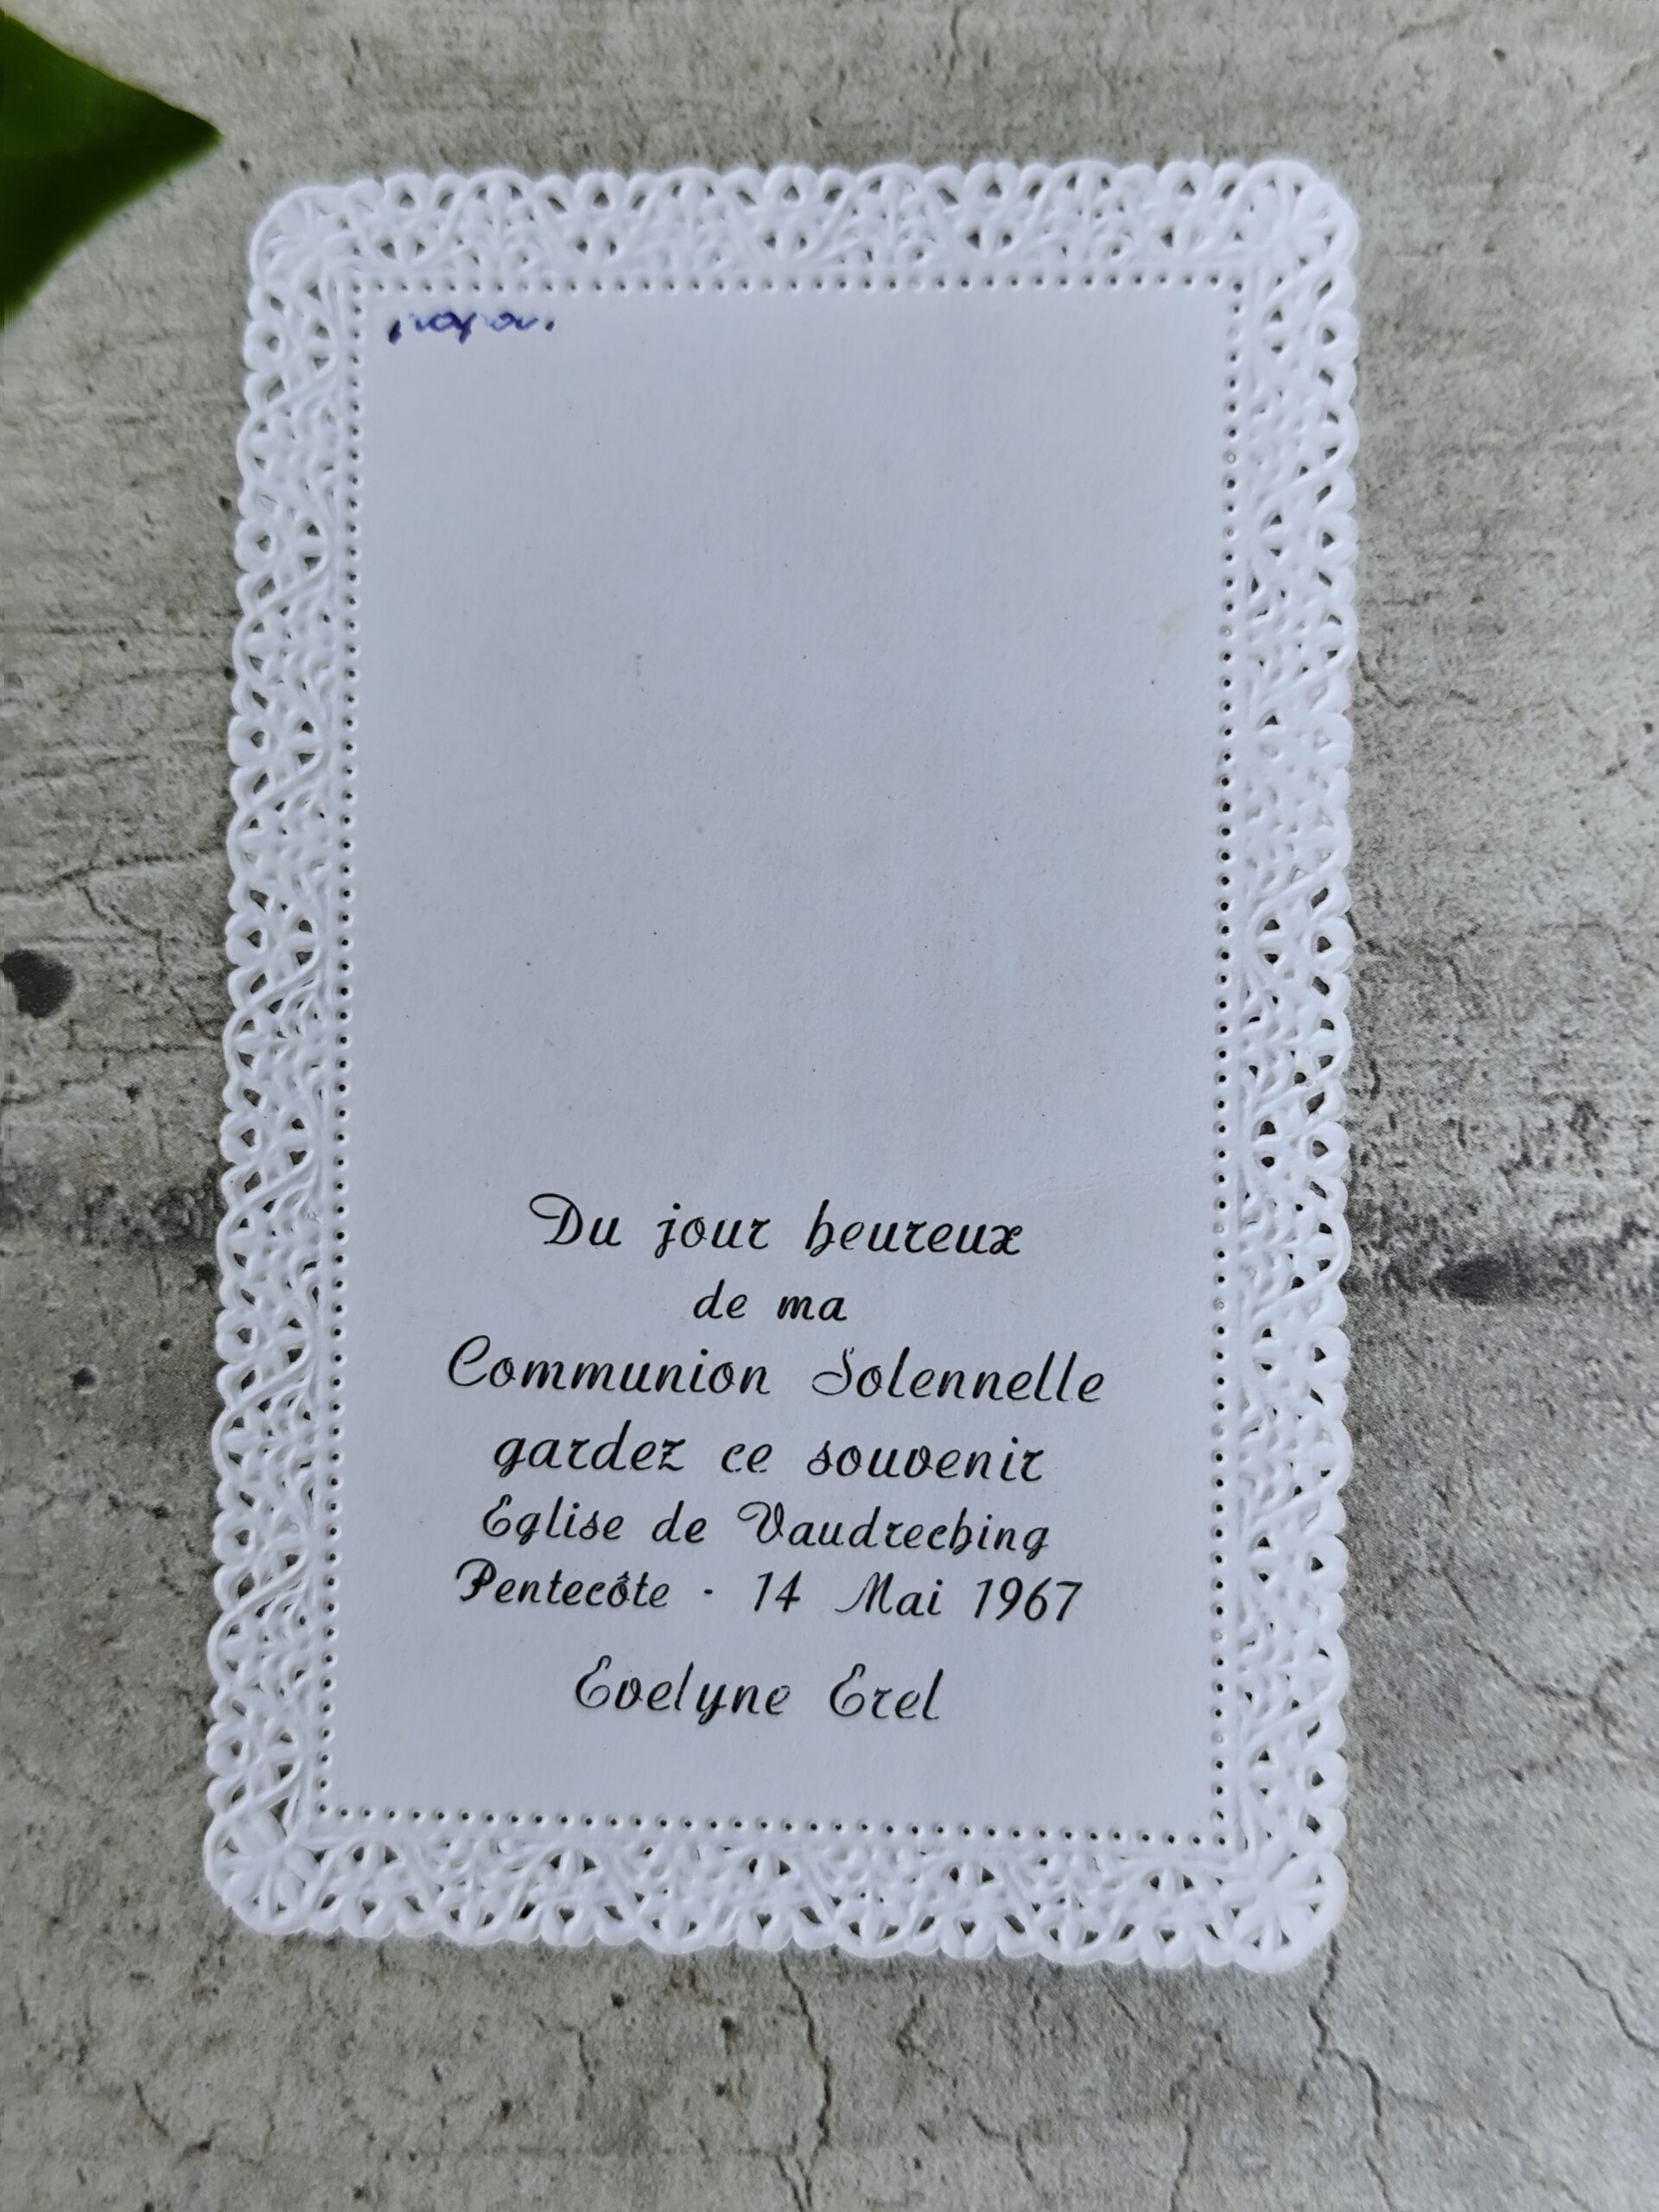 papa.
Du jour heureux
de ma
Communion Solennelle
gardez ce souvenir
Eglise de Vaudreching
Pentecôte - 14 Mai 1967
Evelyne Erel